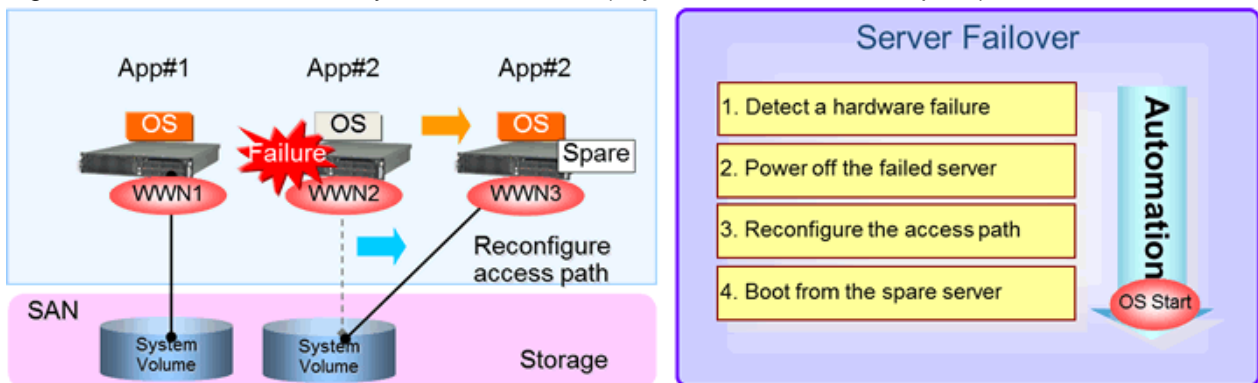 App#1
App#2
App#2
OS
OS
OS
Failure
Spare
WWN1
WWN2
WWN3
Reconfigure
access path
SAN
System
Volume
System
Volume
Storage
Server Failover
1. Detect a hardware failure
2. Power off the failed server
3. Reconfigure the access path
4. Boot from the spare server
Automation
OS Start